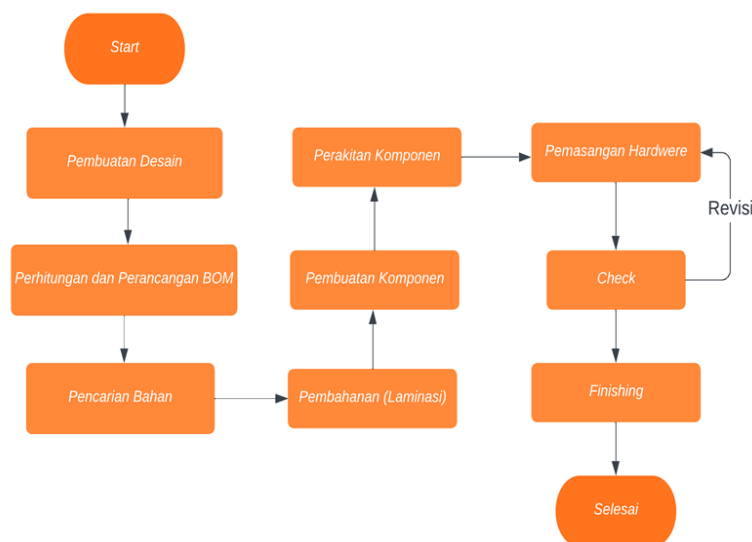 Start
Pembuatan Desain
Perhitungan dan Perancangan BOM
Pencarian Bahan
Pembahanan (Laminasi)
Pembuatan Komponen
Perakitan Komponen
Pemasangan Hardwere
Revisi
Check
Finishing
Selesai